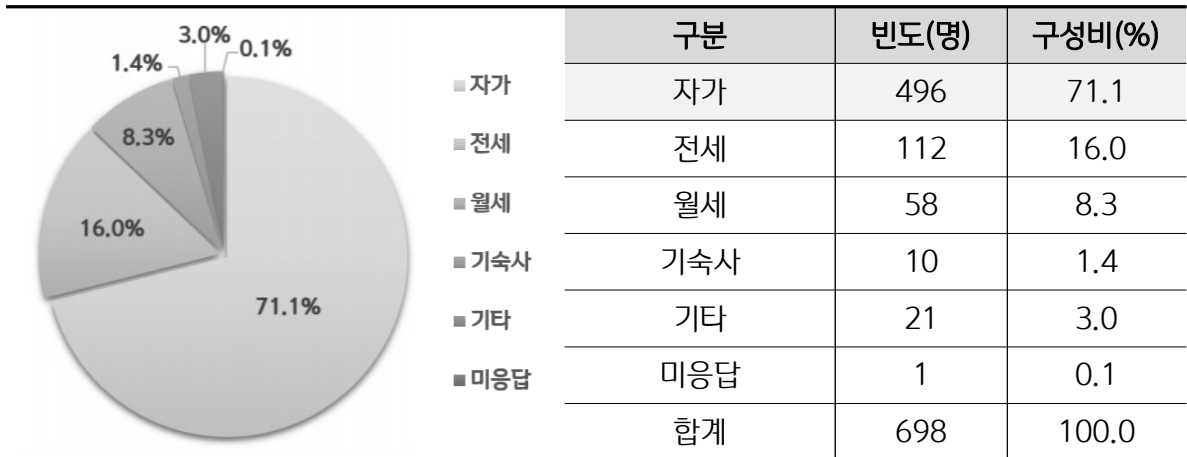 3.0%
0.1%
1.4%
8.3%
16.0%
71.1%
자가
전세
월세
기숙사
기타
미응답
구분 빈도(명) 구성비(%)
자가 496 71.1
전세 112 16.0
월세 58 8.3
기숙사 10 1.4
기타 21 3.0
미응답 1 0.1
합계 698 100.0